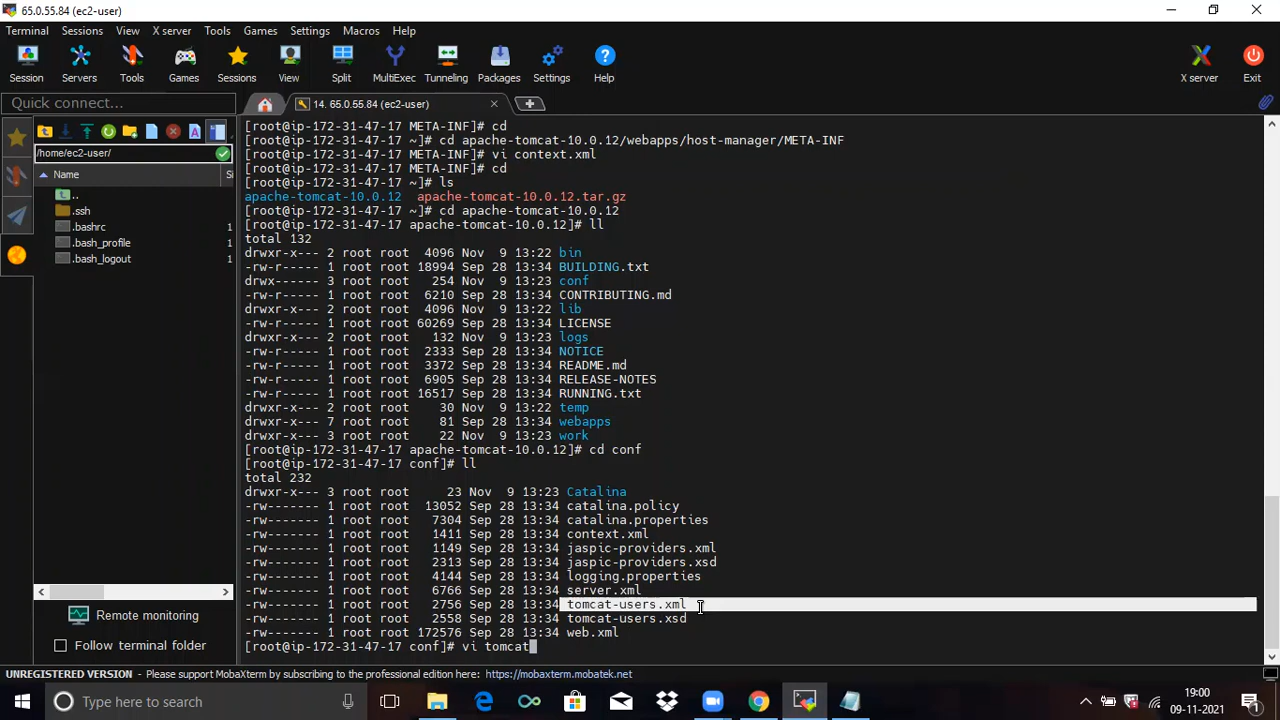 65.0.55.84 (ec2-user)
Terminal Sessions View X server Tools Games Settings Macros Help
Session Servers Tools Games Sessions View Split MultiExec Tunneling Packages Settings Help X server Exit
Quick connect...
14. 65.0.55.84 (ec2-user)
/home/ec2-user/
Name Si
..
.ssh
.bashrc 1
.bash_profile 1
.bash_logout 1
Remote monitoring
Follow terminal folder
[root@ip-172-31-47-17 META-INF]# cd
[root@ip-172-31-47-17 ~]# cd apache-tomcat-10.0.12/webapps/host-manager/META-INF
[root@ip-172-31-47-17 META-INF]# vi context.xml
[root@ip-172-31-47-17 META-INF]# cd
[root@ip-172-31-47-17 ~]# ls
apache-tomcat-10.0.12 apache-tomcat-10.0.12.tar.gz
[root@ip-172-31-47-17 ~]# cd apache-tomcat-10.0.12
[root@ip-172-31-47-17 apache-tomcat-10.0.12]# ll
total 132
drwxr-x--- 2 root root 4096 Nov 9 13:22 bin
-rw-r----- 1 root root 18994 Sep 28 13:34 BUILDING.txt
drwx------ 3 root root 254 Nov 9 13:23 conf
-rw-r----- 1 root root 6210 Sep 28 13:34 CONTRIBUTING.md
drwxr-x--- 2 root root 4096 Nov 9 13:22 lib
-rw-r----- 1 root root 60269 Sep 28 13:34 LICENSE
drwxr-x--- 2 root root 132 Nov 9 13:23 logs
-rw-r----- 1 root root 2333 Sep 28 13:34 NOTICE
-rw-r----- 1 root root 3372 Sep 28 13:34 README.md
-rw-r----- 1 root root 6905 Sep 28 13:34 RELEASE-NOTES
-rw-r----- 1 root root 16517 Sep 28 13:34 RUNNING.txt
drwxr-x--- 2 root root 30 Nov 9 13:22 temp
drwxr-x--- 7 root root 81 Sep 28 13:34 webapps
drwxr-x--- 3 root root 22 Nov 9 13:23 work
[root@ip-172-31-47-17 apache-tomcat-10.0.12]# cd conf
[root@ip-172-31-47-17 conf]# ll
total 232
drwxr-x--- 3 root root 23 Nov 9 13:23 Catalina
-rw------- 1 root root 13052 Sep 28 13:34 catalina.policy
-rw------- 1 root root 7304 Sep 28 13:34 catalina.properties
-rw------- 1 root root 1411 Sep 28 13:34 context.xml
-rw------- 1 root root 1149 Sep 28 13:34 jaspic-providers.xml
-rw------- 1 root root 2313 Sep 28 13:34 jaspic-providers.xsd
-rw------- 1 root root 4144 Sep 28 13:34 logging.properties
-rw------- 1 root root 6766 Sep 28 13:34 server.xml
-rw------- 1 root root 2756 Sep 28 13:34 tomcat-users.xml
-rw------- 1 root root 2558 Sep 28 13:34 tomcat-users.xsd
-rw------- 1 root root 172576 Sep 28 13:34 web.xml
[root@ip-172-31-47-17 conf]# vi tomcat
UNREGISTERED VERSION - Please support MobaXterm by subscribing to the professional edition here: https://mobaxterm.mobatek.net
Type here to search
19:00
09-11-2021
1